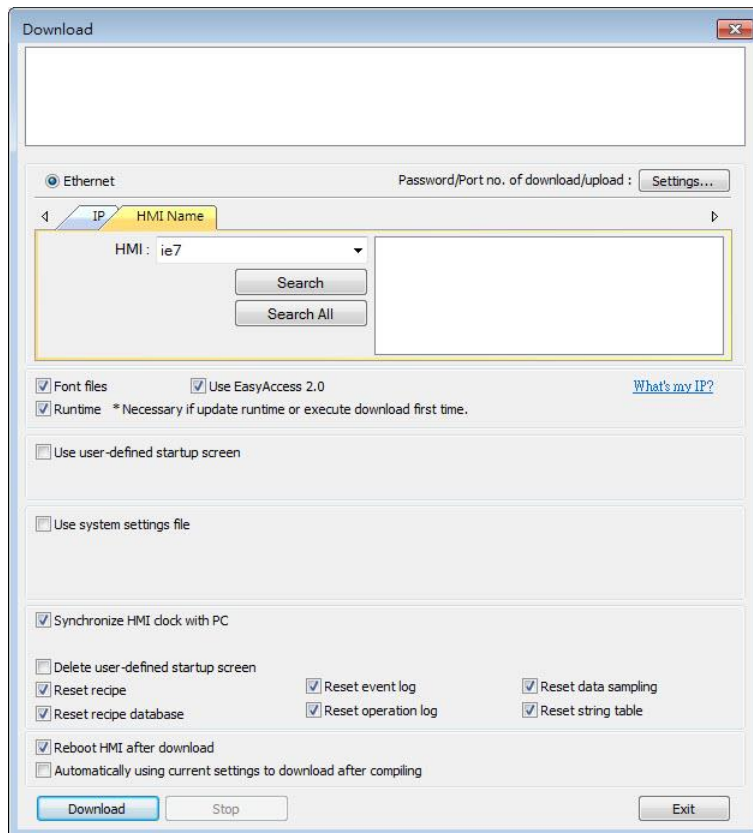 Download
Ethernet Password/Port no. of download/upload : Settings...
IP HMI Name
HMI : ie7
Search
Search All
Font files Use EasyAccess 2.0 What's my IP?
Runtime * Necessary if update runtime or execute download first time.
Use user-defined startup screen
Use system settings file
Synchronize HMI clock with PC
Delete user-defined startup screen
Reset recipe Reset event log Reset data sampling
Reset recipe database Reset operation log Reset string table
Reboot HMI after download
Automatically using current settings to download after compiling
Download Stop Exit